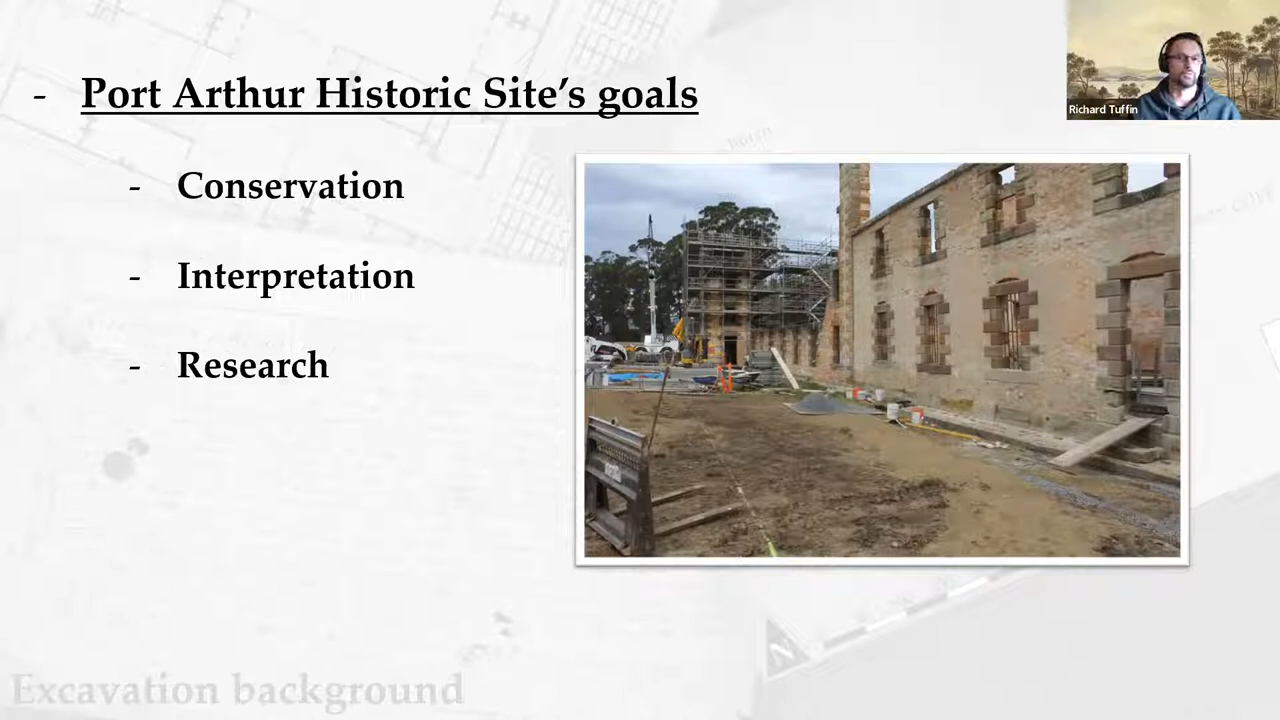 - Port Arthur Historic Site's goals
Richard Tuffin
- Conservation
- Interpretation
- Research
Excavation background
N